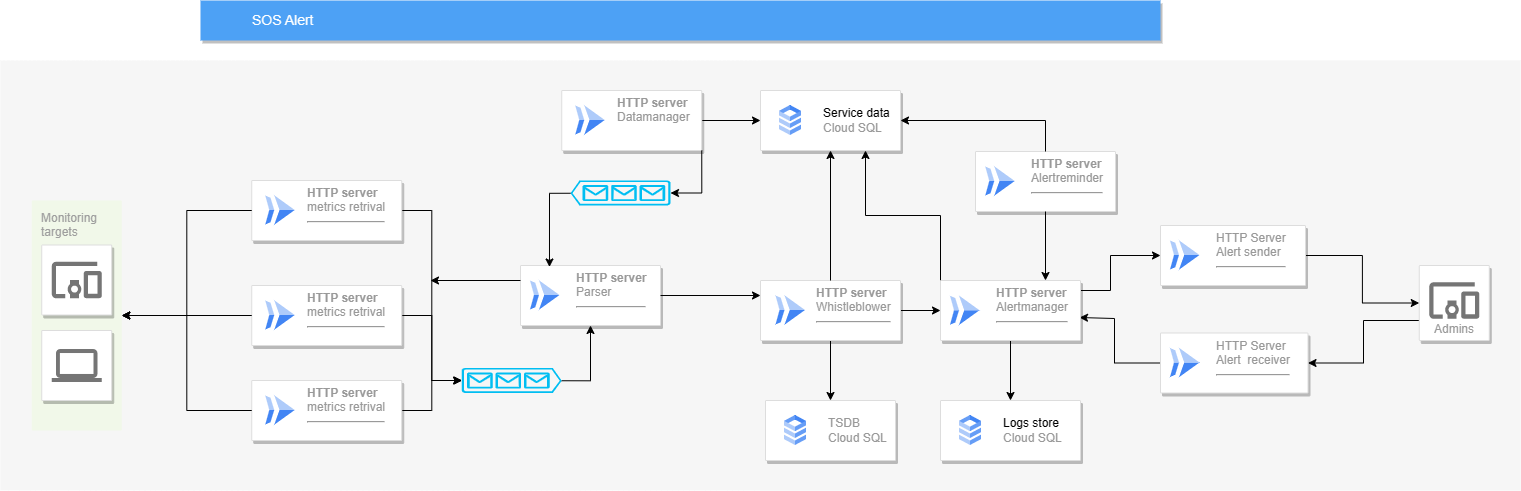 SOS Alert
HTTP server
Datamanager
Service data
Cloud SQL
HTTP server
Alertreminder
HTTP server
metrics retrival
Monitoring
targets
HTTP server
metrics retrival
HTTP server
metrics retrival
HTTP server
Parser
HTTP server
Whistleblower
HTTP server
Alertmanager
HTTP Server
Alert sender
HTTP Server
Alert  receiver
Admins
TSDB
Cloud SQL
Logs store
Cloud SQL